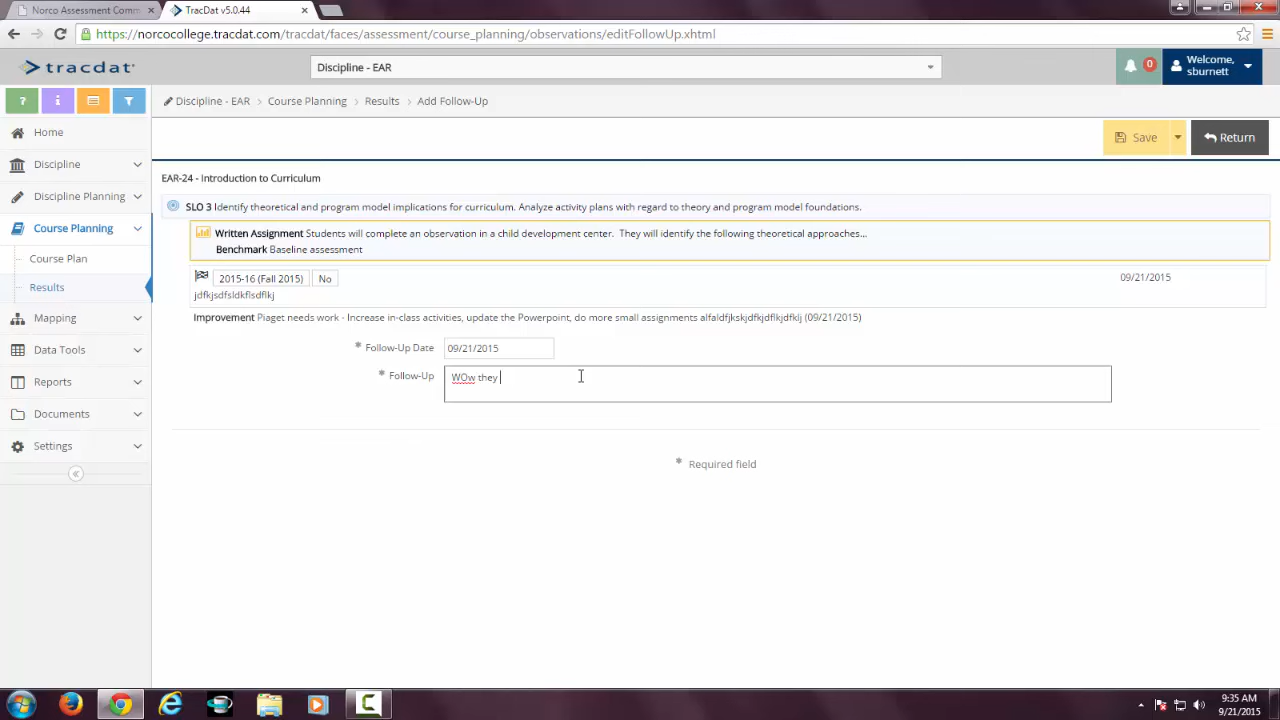 Norco Assessment Comm
TracDat v5.0.44
https://norcocollege.tracdat.com/tracdat/faces/assessment/course_planning/observations/editFollowUp.xhtml
tracdat
Discipline - EAR
0
Welcome,
sburnett
? i
Discipline - EAR > Course Planning > Results > Add Follow-Up
Home
Save
Return
Discipline
Discipline Planning
Course Planning
Course Plan
Results
Mapping
Data Tools
Reports
Documents
Settings
EAR-24 - Introduction to Curriculum
SLO 3 Identify theoretical and program model implications for curriculum. Analyze activity plans with regard to theory and program model foundations.
Written Assignment Students will complete an observation in a child development center. They will identify the following theoretical approaches...
Benchmark Baseline assessment
2015-16 (Fall 2015) No 09/21/2015
jdfkjsdfsldkflsdflkj
Improvement Piaget needs work - Increase in-class activities, update the Powerpoint, do more small assignments alfaldfjkskjdfkjdflkjdfklj (09/21/2015)
* Follow-Up Date 09/21/2015
* Follow-Up WOw they
* Required field
9:35 AM
9/21/2015